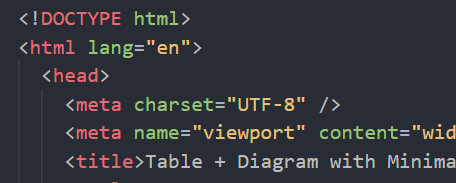 <!DOCTYPE html>
<html lang="en">
<head>
<meta charset="UTF-8" />
<meta name="viewport" content="wid
<title>Table + Diagram with Minima